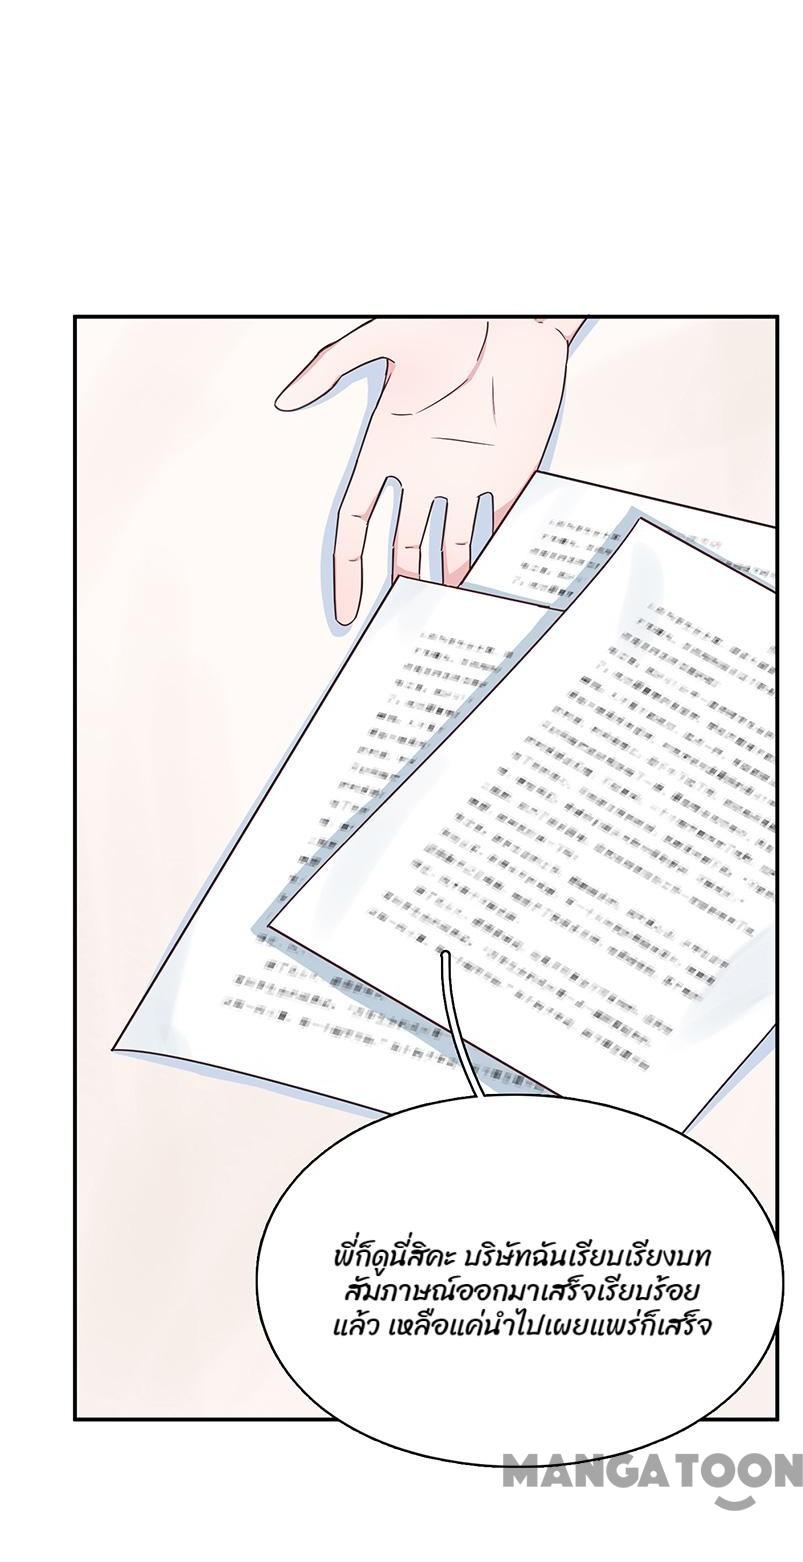 พี่ก็ดูนี่สิคะ บริษัทฉันเรียบเรียงบท
สัมภาษณ์ออกมาเสร็จเรียบร้อย
แล้ว เหลือแค่นำไปเผยแพร่ก็เสร็จ
MANGATOON